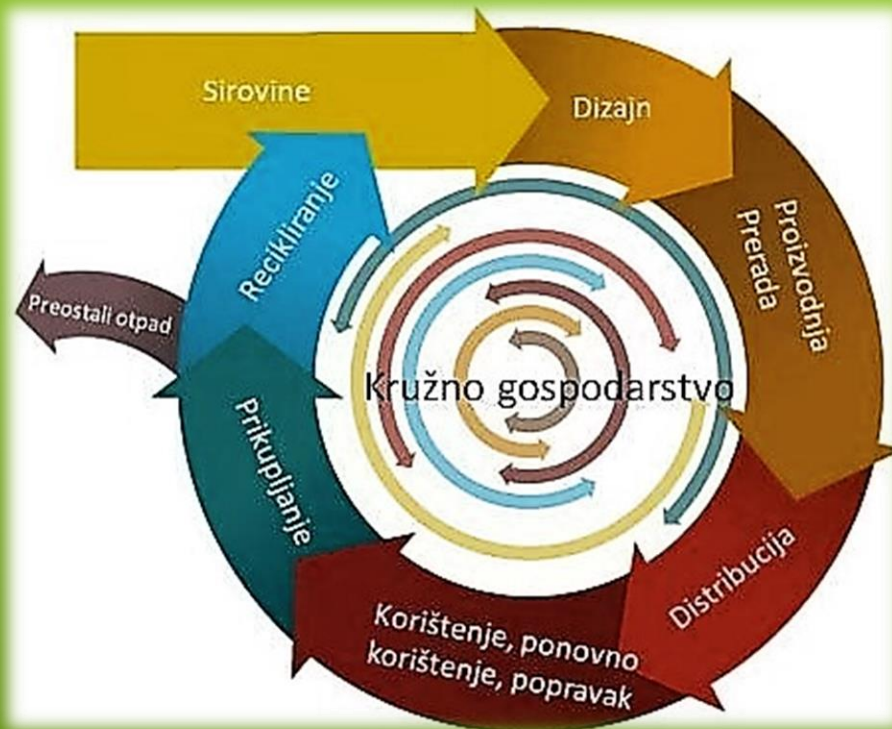 Sirovine
Dizajn
Proizvodnja
Prerada
Distribucija
Korištenje, ponovno
korištenje, popravak
Prikupljanje
Recikliranje
Preostali otpad
Kružno gospodarstvo